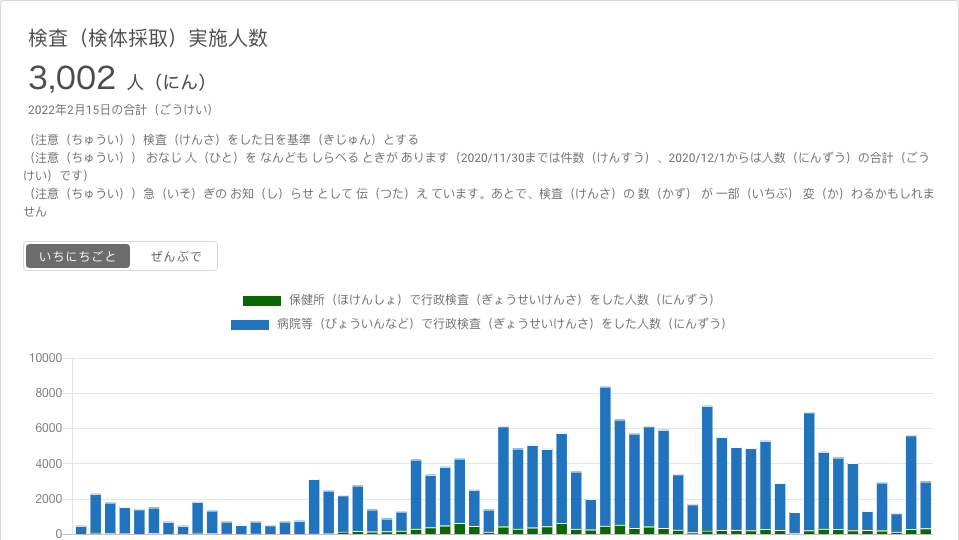 検査（検体採取）実施人数
3,002 人（にん）
2022年2月15日の合計（ごうけい）
（注意（ちゅうい））検査（けんさ）をした日を基準（きじゅん）とする
（注意（ちゅうい）） おなじ 人（ひと）を なんども しらべる ときが あります（2020/11/30までは件数（けんすう）、2020/12/1からは人数（にんずう）の合計（ごう
けい）です）
（注意（ちゅうい））急（いそ）ぎの お知（し）らせ として 伝（つた）え ています。あとで、検査（けんさ）の 数（かず） が 一部（いちぶ） 変（か）わるかもしれま
せん
いちにちごと ぜんぶで
保健所（ほけんしょ）で行政検査（ぎょうせいけんさ）をした人数（にんずう）
病院等（びょういんなど）で行政検査（ぎょうせいけんさ）をした人数（にんずう）
10000
8000
6000
4000
2000
0